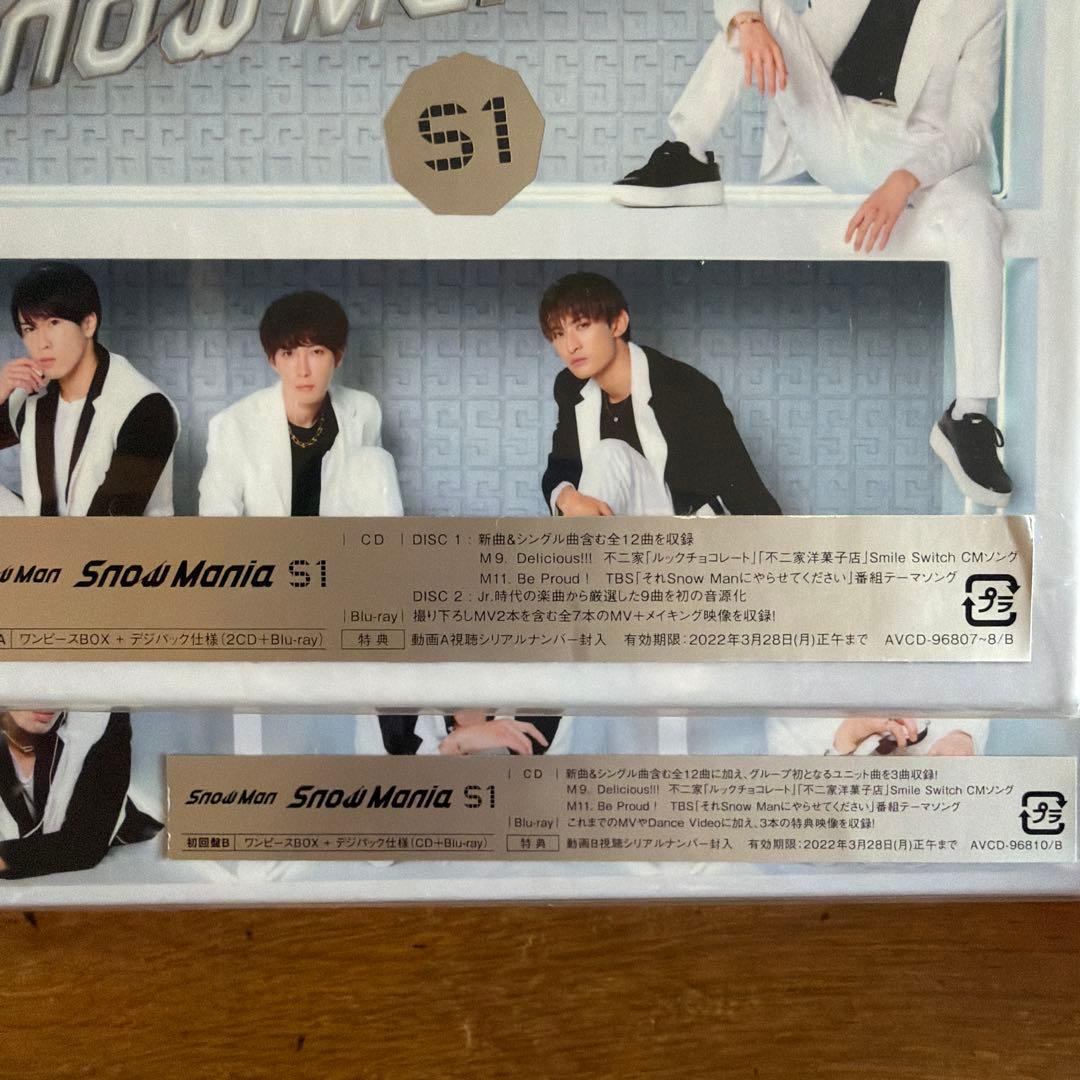 Snow Man
S1
Snow Mania S1
CD DISC 1 : 新曲&シングル曲含む全12曲を収録
M 9. Delicious!!! 不二家「ルックチョコレート」「不二家洋菓子店」Smile Switch CMソング
M11. Be Proud! TBS「それSnow Manにやらせてください」番組テーマソング
DISC 2 : Jr.時代の楽曲から厳選した9曲を初の音源化
Blu-ray 撮り下ろしMV2本を含む全7本のMV+メイキング映像を収録!
A ワンピースBOX + デジパック仕様(2CD+Blu-ray) 特典 動画A視聴シリアルナンバー封入 有効期限:2022年3月28日(月)正午まで AVCD-96807~8/B
プラ
Snow Man Snow Mania S1
CD 新曲&シングル曲含む全12曲に加え、グループ初となるユニット曲を3曲収録!
M 9. Delicious!!! 不二家「ルックチョコレート」「不二家洋菓子店」Smile Switch CMソング
M11. Be Proud! TBS「それSnow Manにやらせてください」番組テーマソング
Blu-ray これまでのMVやDance Videoに加え、3本の特典映像を収録!
初回盤B ワンピースBOX + デジパック仕様(CD+Blu-ray) 特典 動画B視聴シリアルナンバー封入 有効期限:2022年3月28日(月)正午まで AVCD-96810/B
プラ